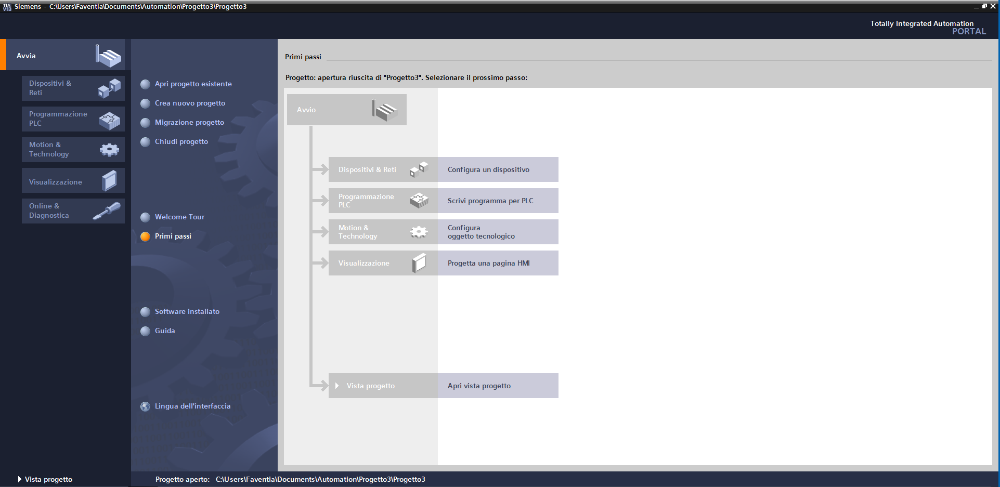 TIA
V13
Siemens - C:\Users\Faventia\Documents\Automation\Progetto3\Progetto3
Totally Integrated Automation
PORTAL
Avvia
Dispositivi &
Reti
Programmazione
PLC
Motion &
Technology
Visualizzazione
Online &
Diagnostica
Vista progetto
Apri progetto esistente
Crea nuovo progetto
Migrazione progetto
Chiudi progetto
Welcome Tour
Primi passi
Software installato
Guida
Lingua dell'interfaccia
Primi passi
Progetto: apertura riuscita di "Progetto3". Selezionare il prossimo passo:
Avvio
Dispositivi & Reti
Configura un dispositivo
Programmazione
PLC
Scrivi programma per PLC
Motion &
Technology
Configura
oggetto tecnologico
Visualizzazione
Progetta una pagina HMI
Vista progetto
Apri vista progetto
Progetto aperto: C:\Users\Faventia\Documents\Automation\Progetto3\Progetto3